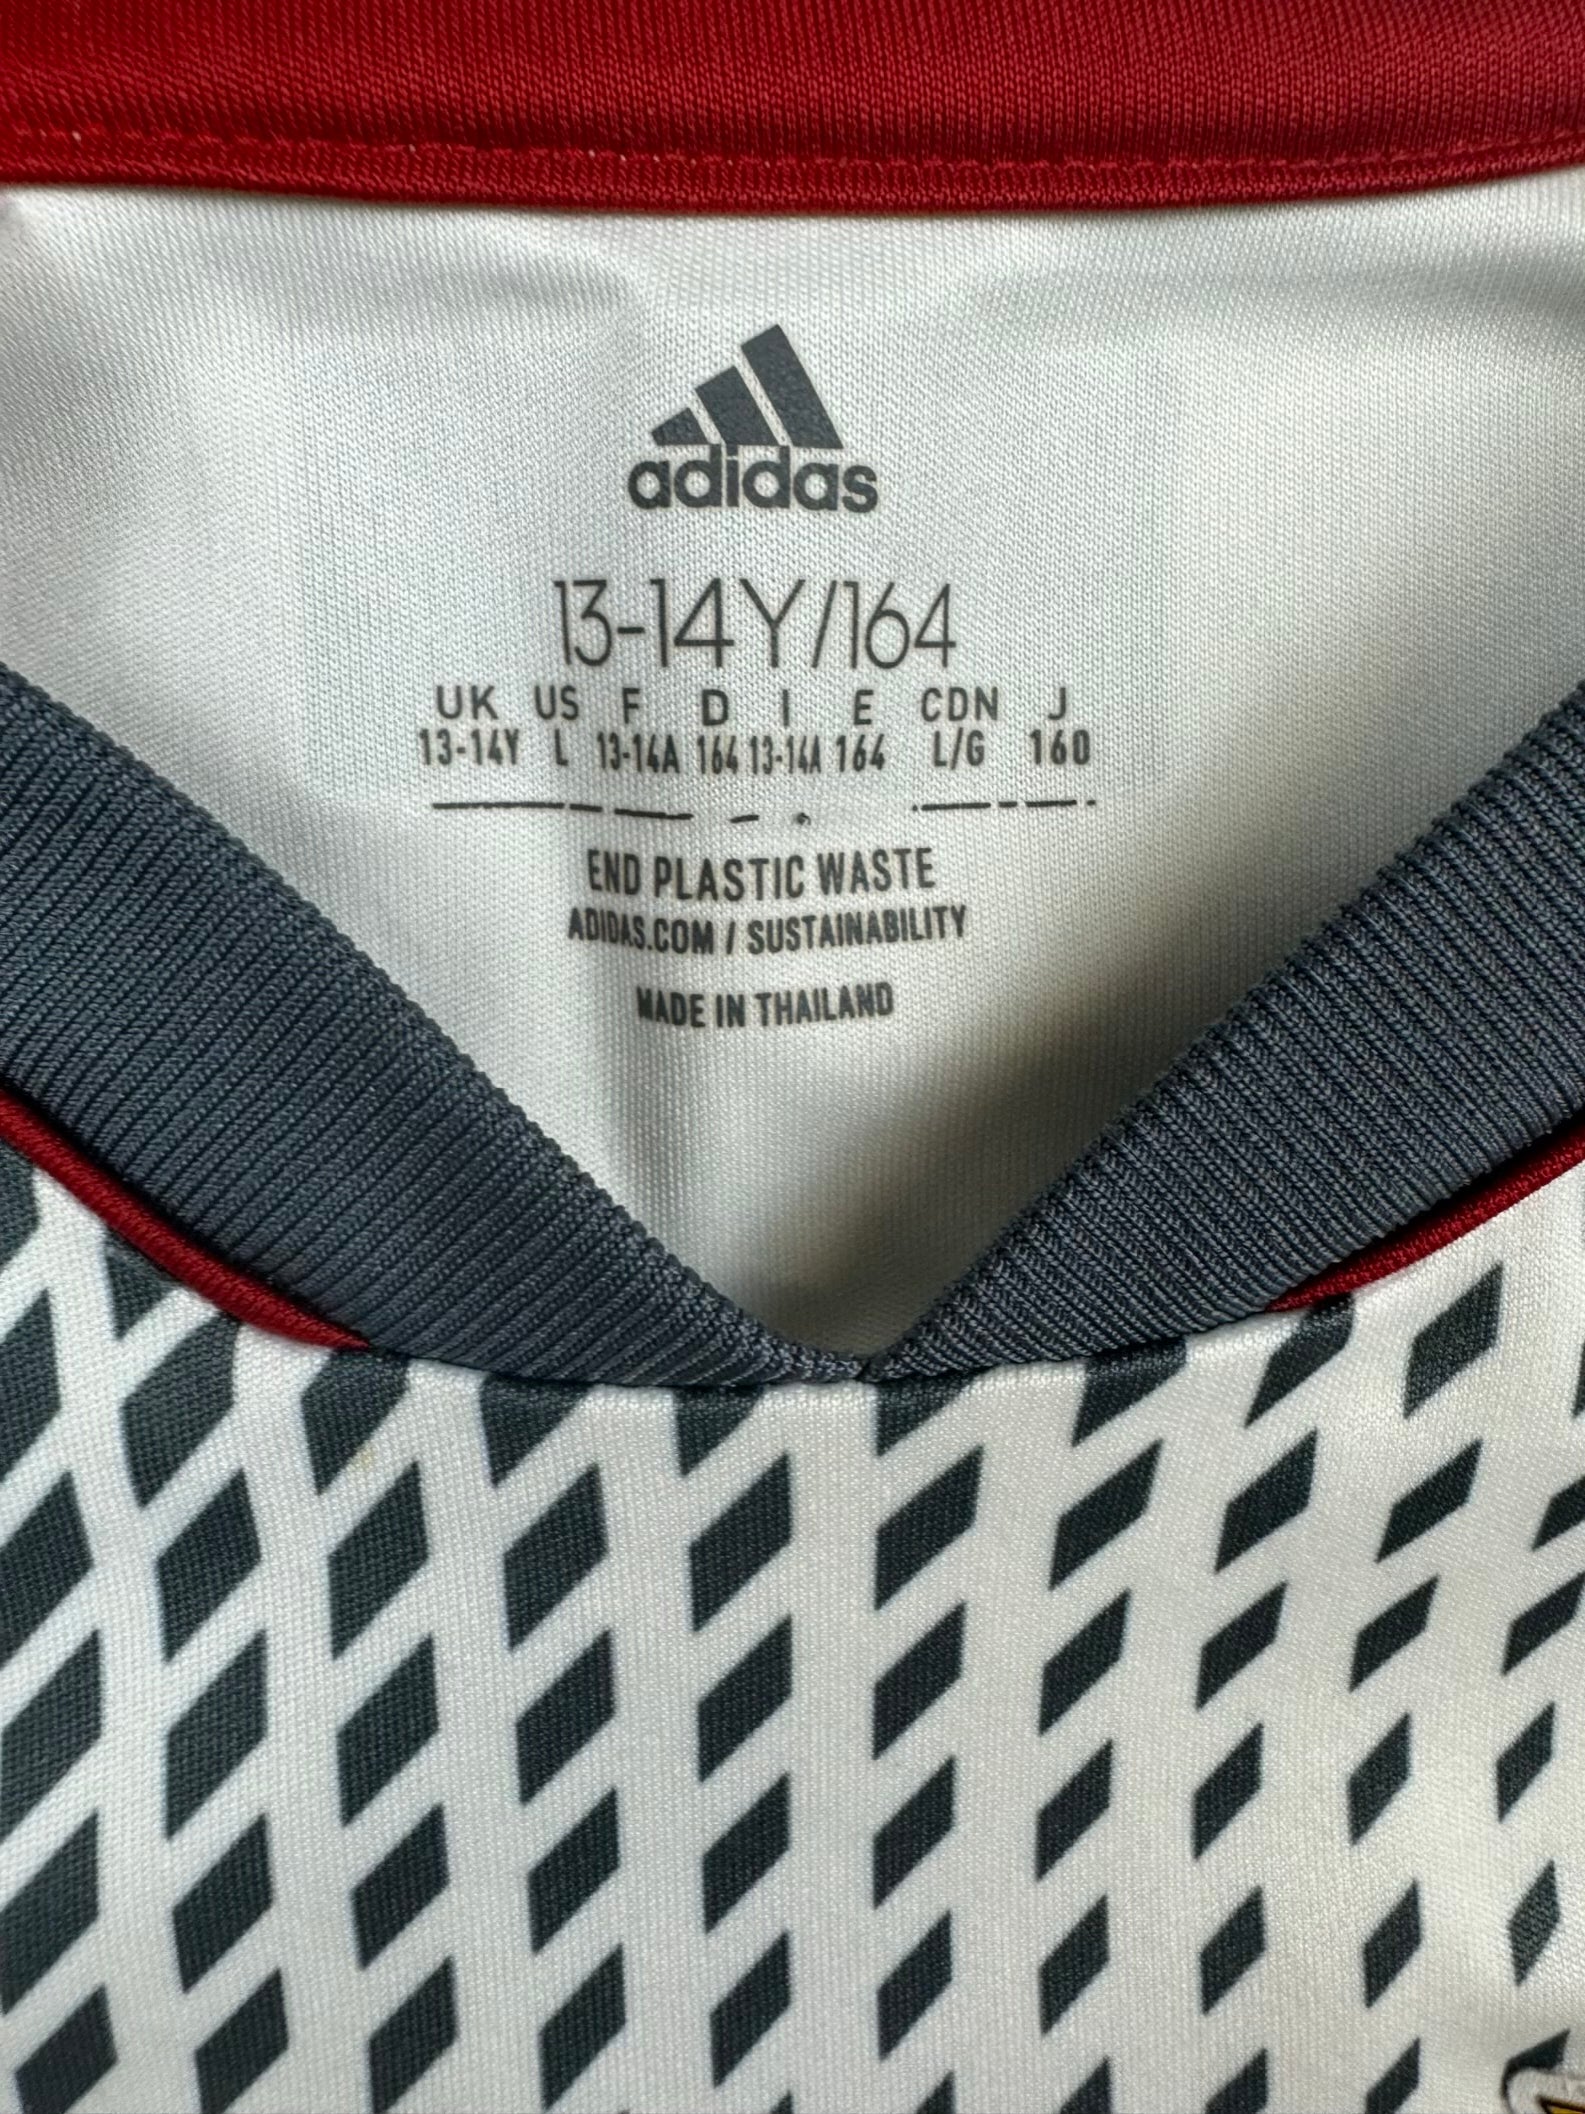 adidas
13-14Y/164
UK US F D I E CDN J
13-14Y L 13-14A 164 13-14A 164 L/G 160
END PLASTIC WASTE
ADIDAS.COM / SUSTAINABILITY
MADE IN THAILAND